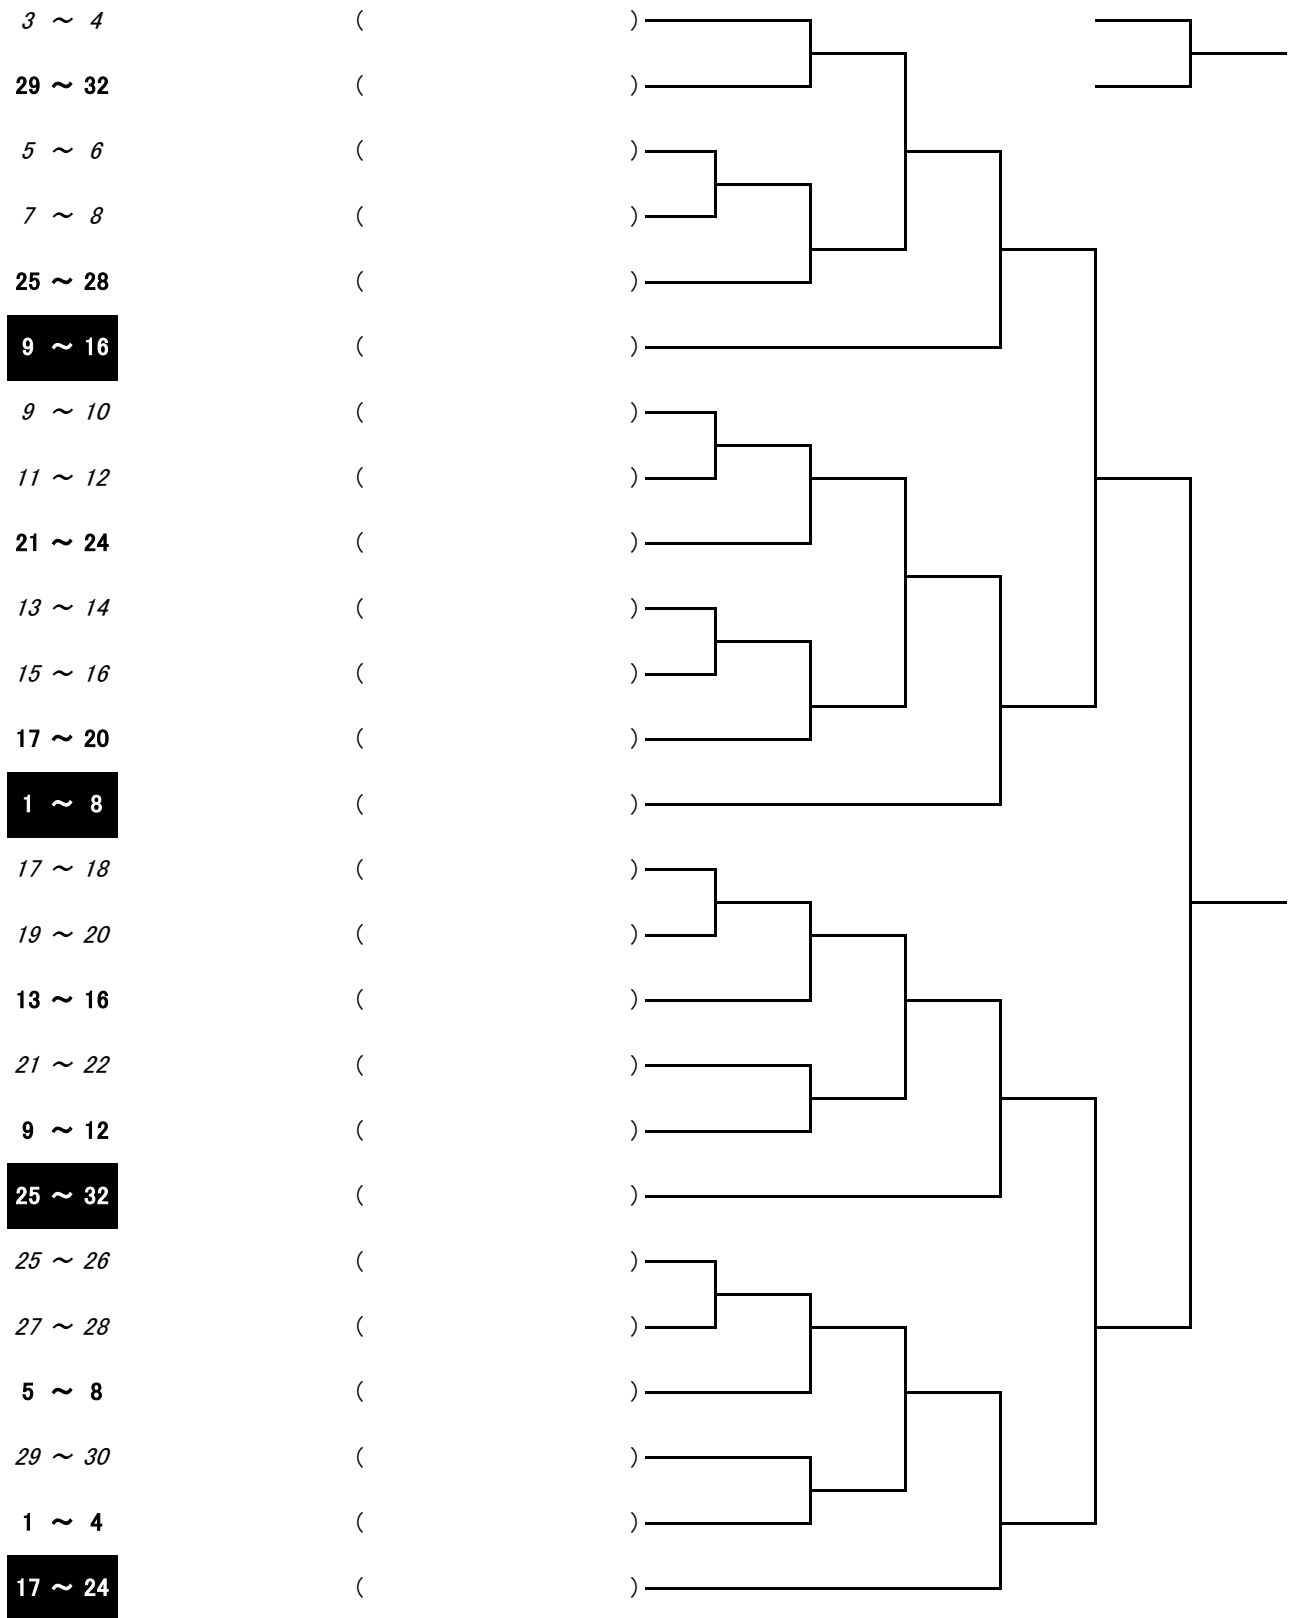 3 ～ 4 ( )
29 ～ 32 ( )
5 ～ 6 ( )
7 ～ 8 ( )
25 ～ 28 ( )
9 ～ 16 ( )
9 ～ 10 ( )
11 ～ 12 ( )
21 ～ 24 ( )
13 ～ 14 ( )
15 ～ 16 ( )
17 ～ 20 ( )
1 ～ 8 ( )
17 ～ 18 ( )
19 ～ 20 ( )
13 ～ 16 ( )
21 ～ 22 ( )
9 ～ 12 ( )
25 ～ 32 ( )
25 ～ 26 ( )
27 ～ 28 ( )
5 ～ 8 ( )
29 ～ 30 ( )
1 ～ 4 ( )
17 ～ 24 ( )